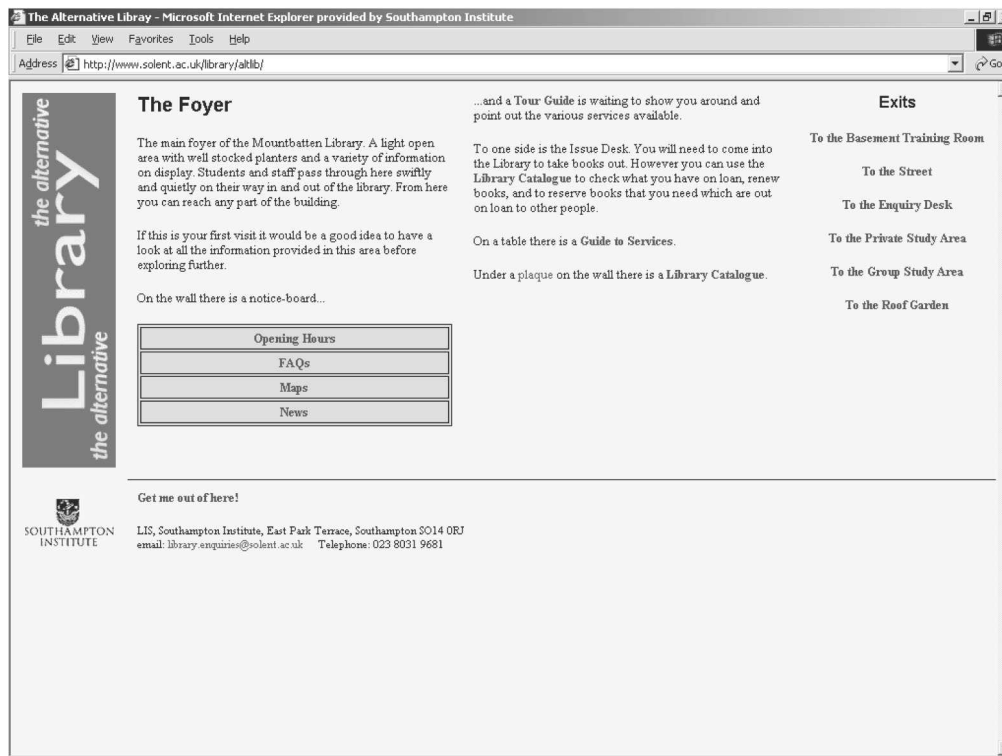 The Alternative Libray - Microsoft Internet Explorer provided by Southampton Institute
File Edit View Favorites Tools Help
Address http://www.solent.ac.uk/library/altlib/ Go
the alternative
Library
the alternative
The Foyer
The main foyer of the Mountbatten Library. A light open
area with well stocked planters and a variety of information
on display. Students and staff pass through here swiftly
and quietly on their way in and out of the library. From here
you can reach any part of the building.
If this is your first visit it would be a good idea to have a
look at all the information provided in this area before
exploring further.
On the wall there is a notice-board...
Opening Hours
FAQs
Maps
News
...and a Tour Guide is waiting to show you around and
point out the various services available.
To one side is the Issue Desk. You will need to come into
the Library to take books out. However you can use the
Library Catalogue to check what you have on loan, renew
books, and to reserve books that you need which are out
on loan to other people.
On a table there is a Guide to Services.
Under a plaque on the wall there is a Library Catalogue.
Exits
To the Basement Training Room
To the Street
To the Enquiry Desk
To the Private Study Area
To the Group Study Area
To the Roof Garden
SOUTHAMPTON
INSTITUTE
Get me out of here!
LIS, Southampton Institute, East Park Terrace, Southampton SO14 0RJ
email: library.enquiries@solent.ac.uk Telephone: 023 8031 9681